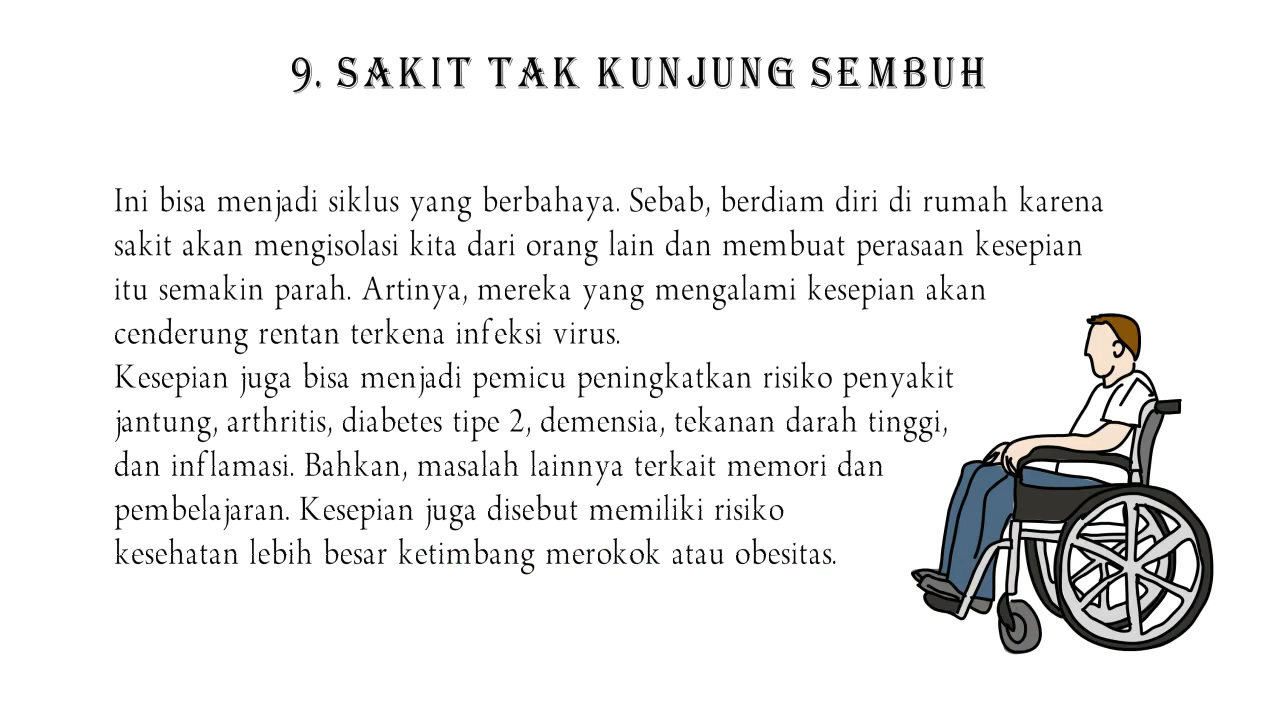 9. SAKIT TAK KUNJUNG SEMBUH
Ini bisa menjadi siklus yang berbahaya. Sebab, berdiam diri di rumah karena
sakit akan mengisolasi kita dari orang lain dan membuat perasaan kesepian
itu semakin parah. Artinya, mereka yang mengalami kesepian akan
cenderung rentan terkena infeksi virus.
Kesepian juga bisa menjadi pemicu peningkatkan risiko penyakit
jantung, arthritis, diabetes tipe 2, demensia, tekanan darah tinggi,
dan inflamasi. Bahkan, masalah lainnya terkait memori dan
pembelajaran. Kesepian juga disebut memiliki risiko
kesehatan lebih besar ketimbang merokok atau obesitas.